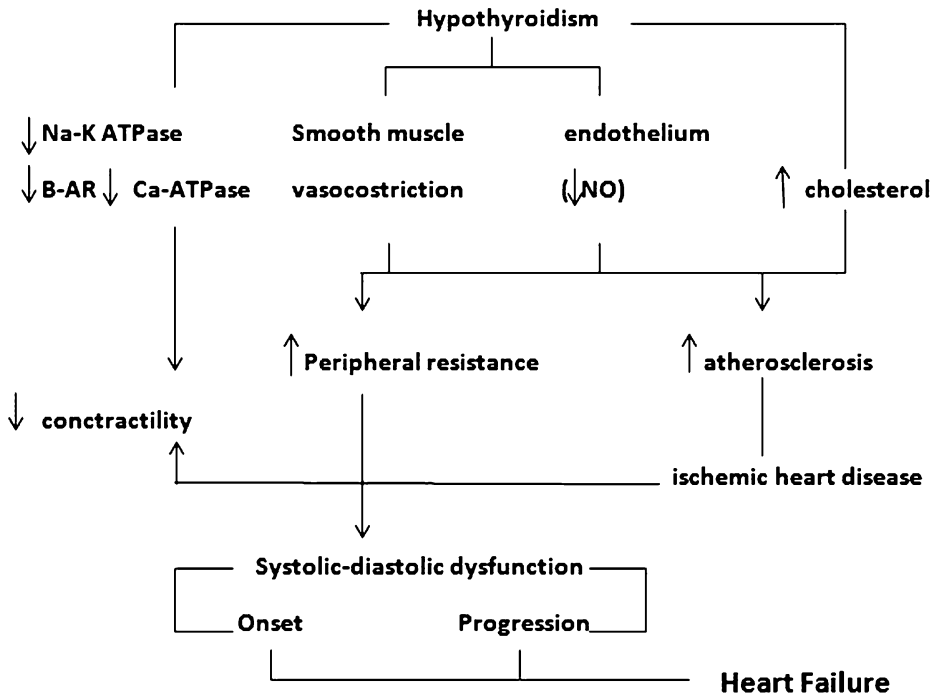 Hypothyroidism
↓ Na-K ATPase Smooth muscle endothelium
↓ B-AR ↓ Ca-ATPase vasocostriction (↓NO) ↑ cholesterol
↑ Peripheral resistance ↑ atherosclerosis
↓ conctractility
ischemic heart disease
Systolic-diastolic dysfunction
Onset Progression
Heart Failure